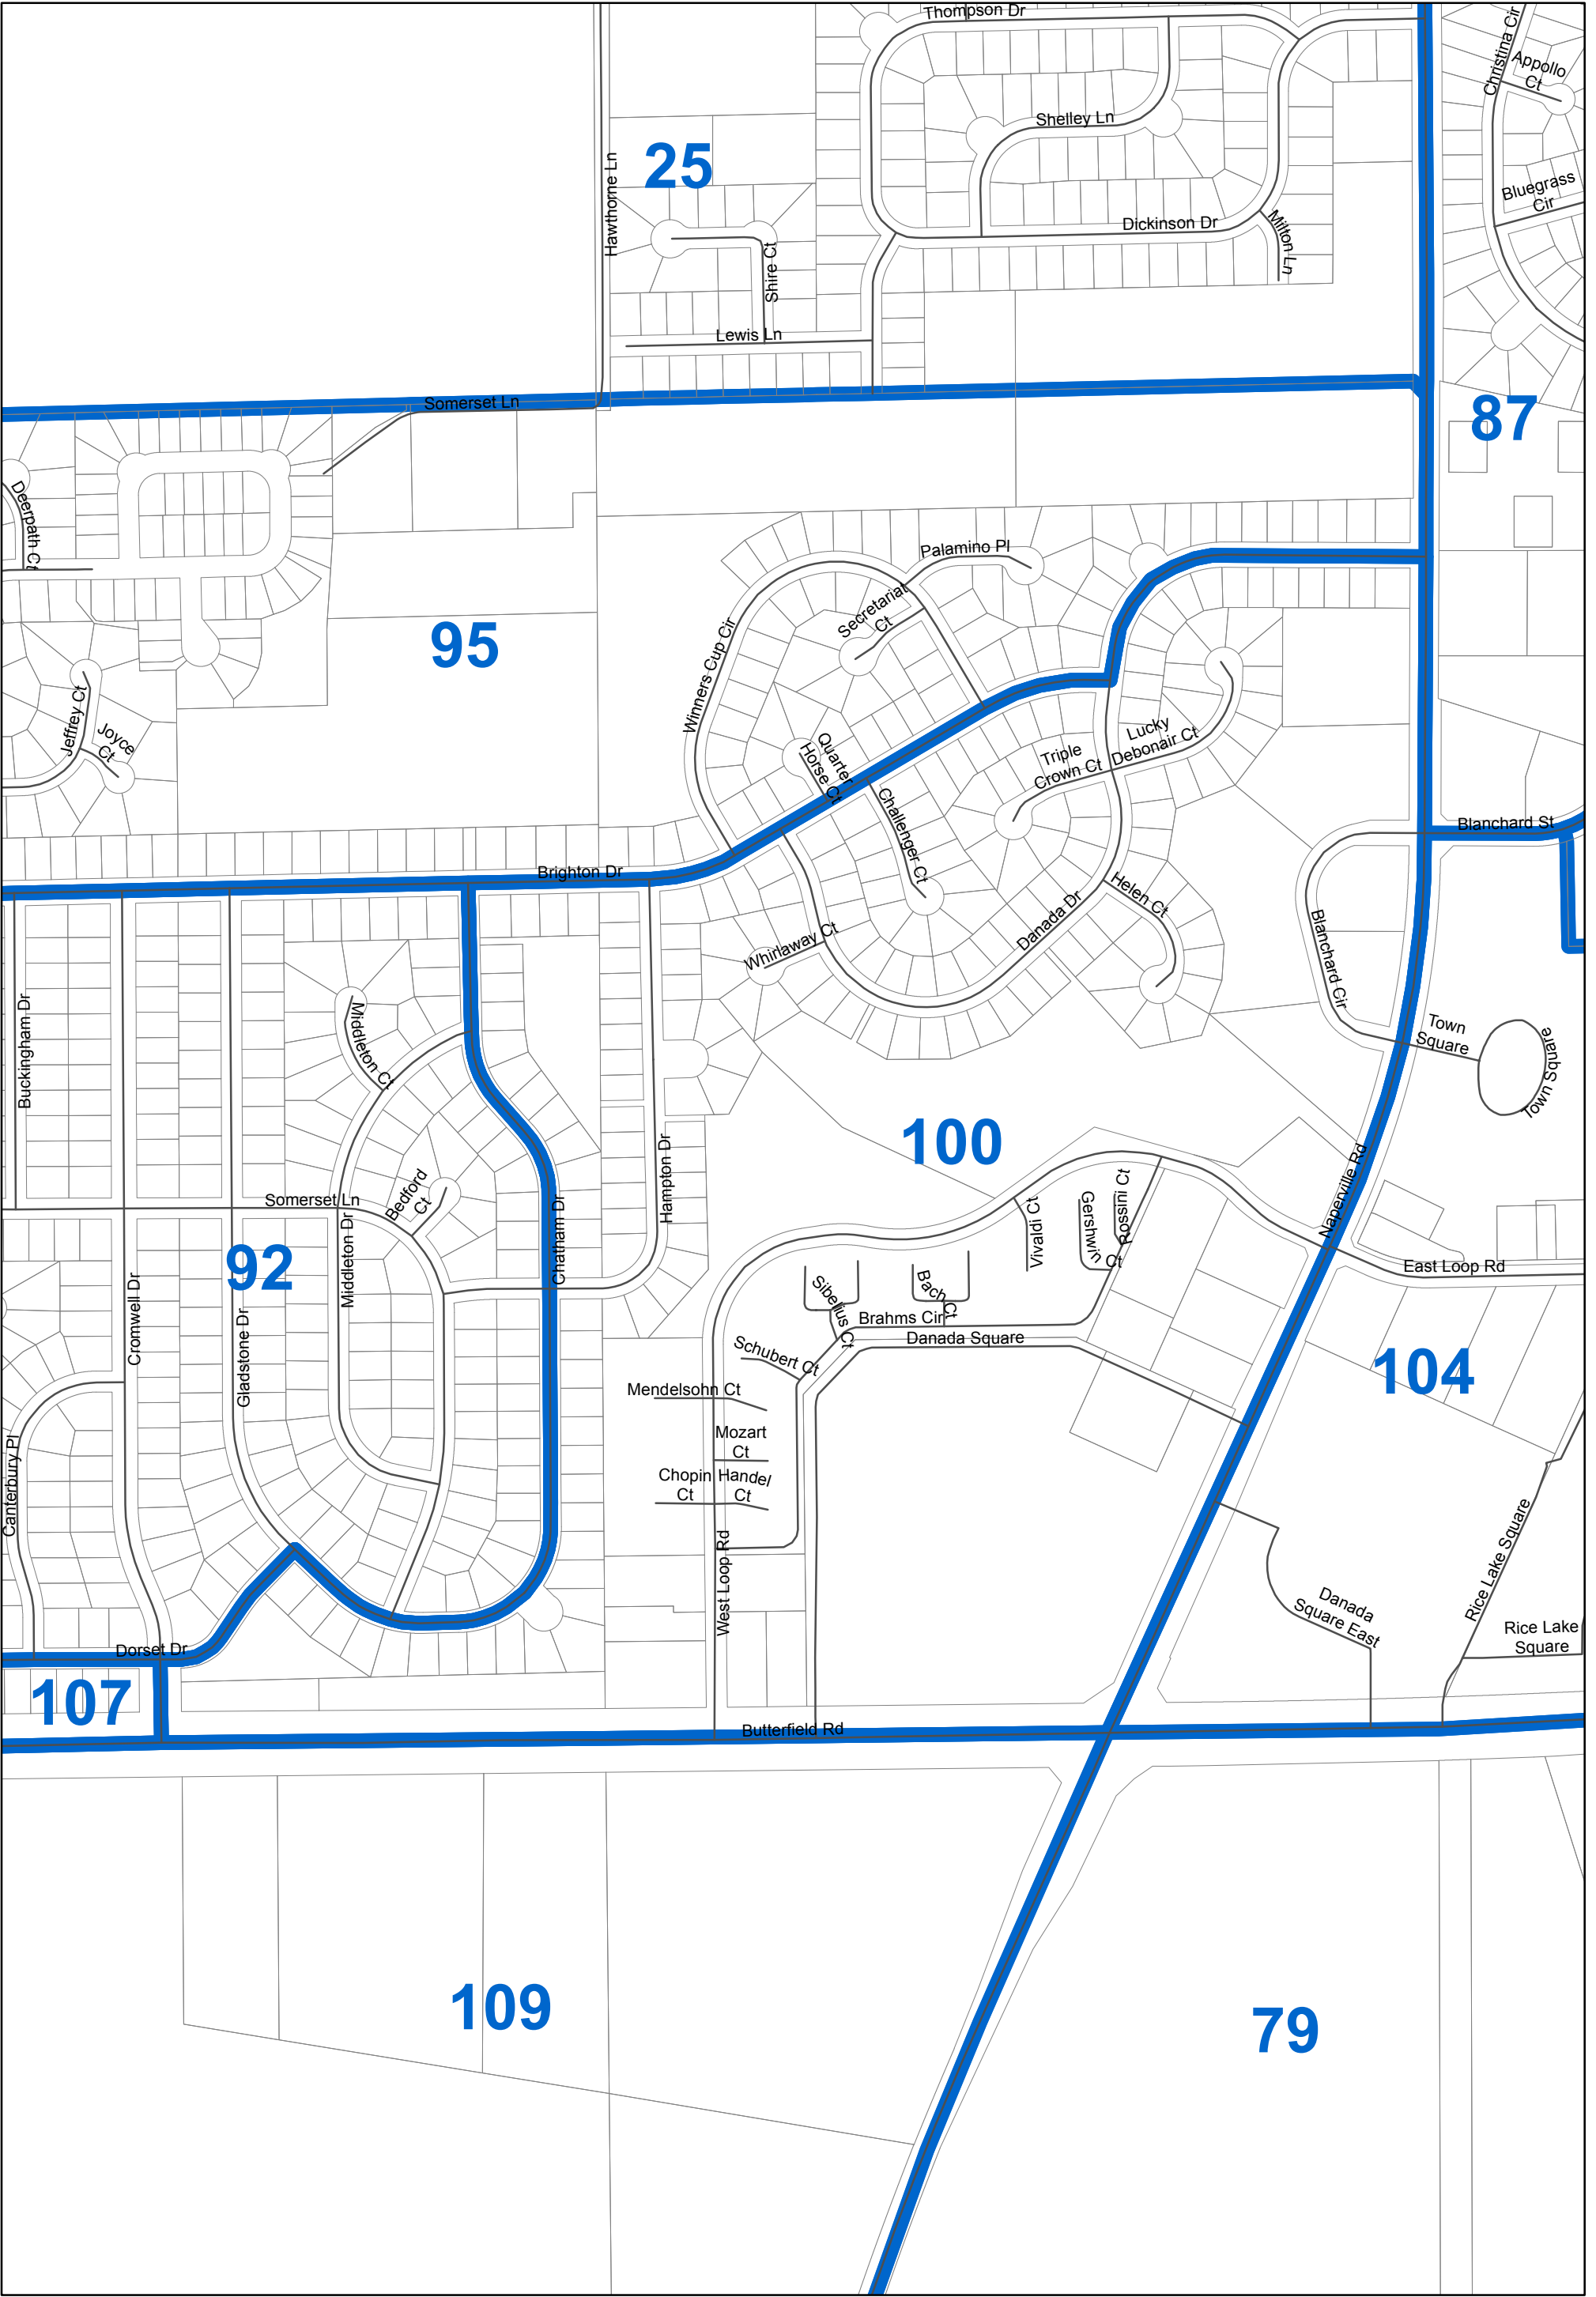 Thompson Dr
Christina Cir
Appollo
Ct
Shelley Ln
25
Hawthorne Ln
Bluegrass
Cir
Dickinson Dr
Milton Ln
Shire Ct
Lewis Ln
Somerset Ln
87
Deerpath Ct
Palamino Pl
Secretariat
Ct
95
Winners Cup Cir
Jeffrey Ct
Joyce
Ct
Quarter
Horse Ct
Lucky
Debonair Ct
Triple
Crown Ct
Challenger Ct
Blanchard St
Brighton Dr
Helen Ct
Danada Dr
Whirlaway Ct
Blanchard Cir
Buckingham Dr
Middleton Ct
Town
Square
Town Square
100
Naperville Rd
Hampton Dr
Bedford
Ct
Somerset Ln
Chatham Dr
Vivaldi Ct
Gershwin Ct
Rossini Ct
92
Middleton Dr
East Loop Rd
Cromwell Dr
Gladstone Dr
Sibelius Ct
Bach
Ct
Brahms Cir
Danada Square
Schubert Ct
104
Mendelsohn Ct
Mozart
Ct
Canterbury Pl
Chopin
Ct
Handel
Ct
West Loop Rd
Rice Lake Square
Danada
Square East
Rice Lake
Square
Dorset Dr
107
Butterfield Rd
109
79